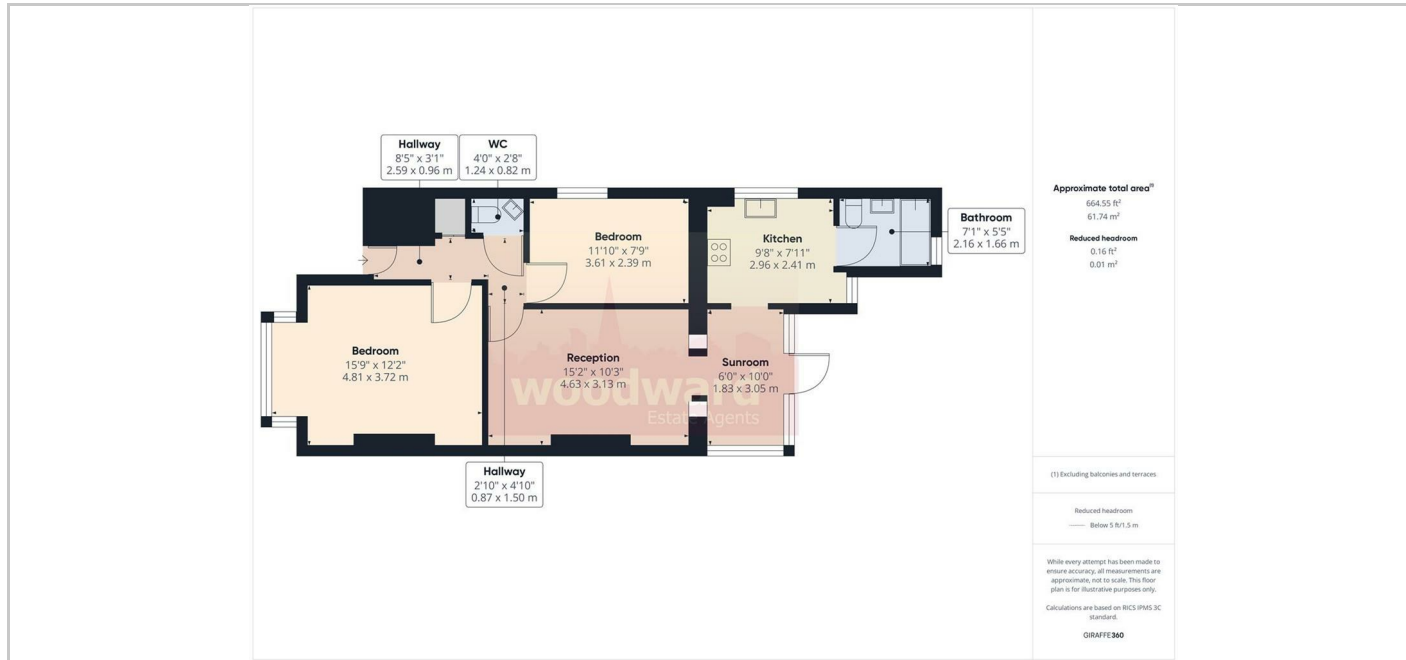 Hallway
8'5" x 3'1"
2.59 x 0.96 m
WC
4'0" x 2'8"
1.24 x 0.82 m
Bedroom
11'10" x 7'9"
3.61 x 2.39 m
Kitchen
9'8" x 7'11"
2.96 x 2.41 m
Bathroom
7'1" x 5'5"
2.16 x 1.66 m
Bedroom
15'9" x 12'2"
4.81 x 3.72 m
Reception
15'2" x 10'3"
4.63 x 3.13 m
Sunroom
6'0" x 10'0"
1.83 x 3.05 m
woodward
Estate Agents
Hallway
2'10" x 4'10"
0.87 x 1.50 m
Approximate total area⁽¹⁾
664.55 ft²
61.74 m²
Reduced headroom
0.16 ft²
0.01 m²
(1) Excluding balconies and terraces
Reduced headroom
Below 5 ft/1.5 m
While every attempt has been made to
ensure accuracy, all measurements are
approximate, not to scale. This floor
plan is for illustrative purposes only.
Calculations are based on RICS IPMS 3C
standard.
GIRAFFE360